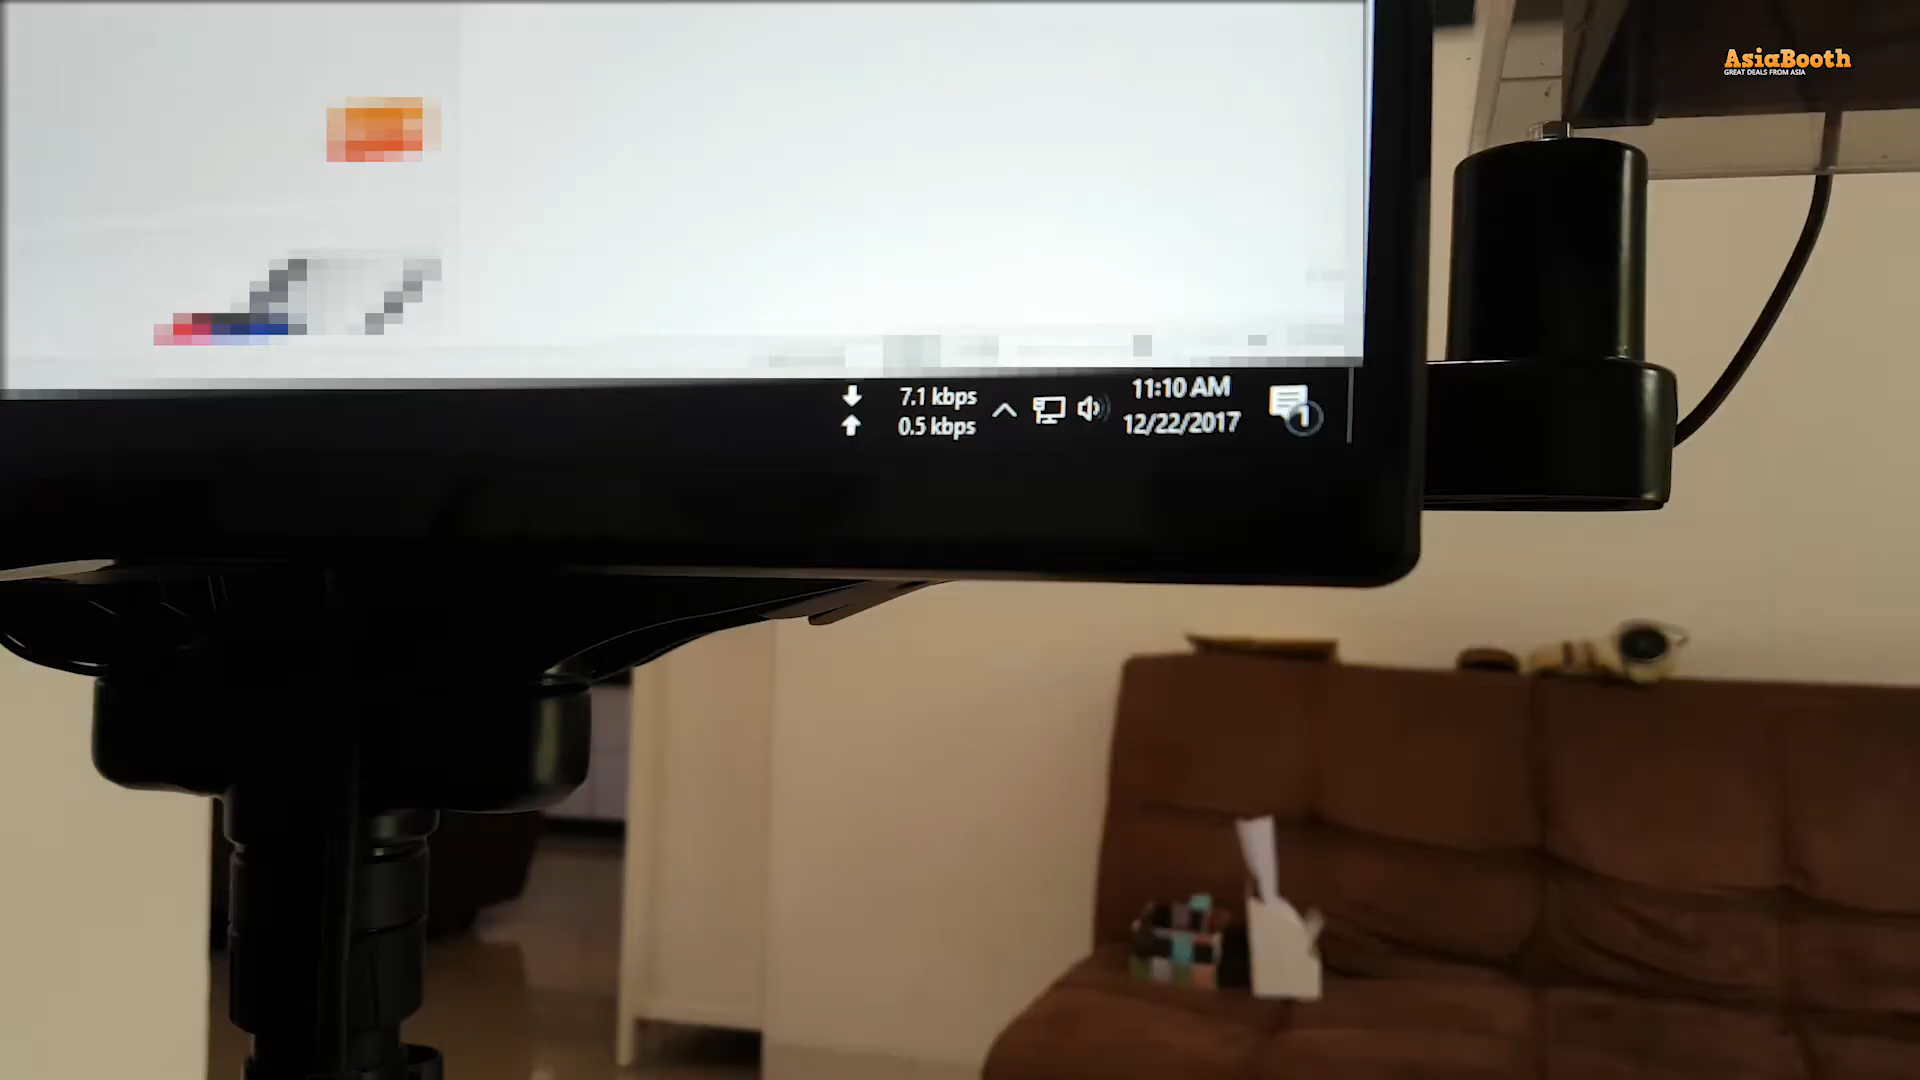 AsiaBooth
GREAT DEALS FROM ASIA
7.1 kbps
0.5 kbps
11:10 AM
12/22/2017
1